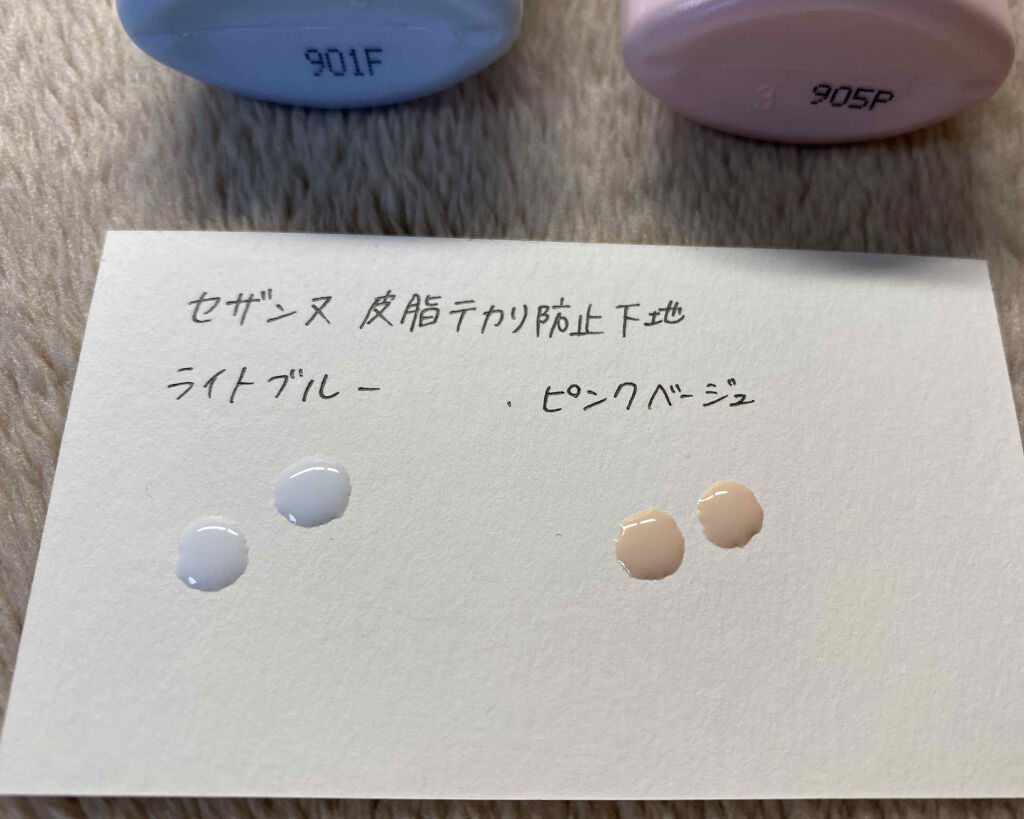 901F
3 905P
セザンヌ 皮脂テカリ防止下地
ライトブルー ・ピンクベージュ